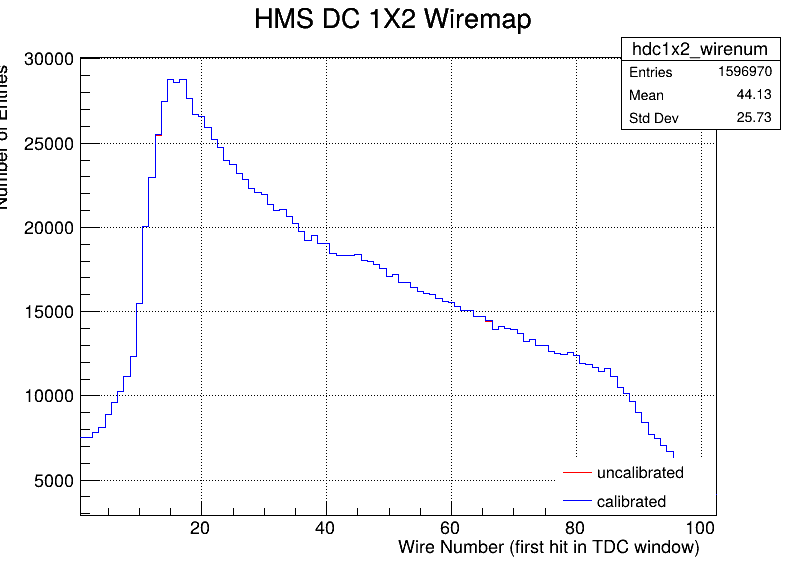 HMS DC 1X2 Wiremap
hdc1x2_wirenum
Entries 1596970
Mean 44.13
Std Dev 25.73
Number of Entries
30000
25000
20000
15000
10000
5000
uncalibrated
calibrated
20 40 60 80 100
Wire Number (first hit in TDC window)